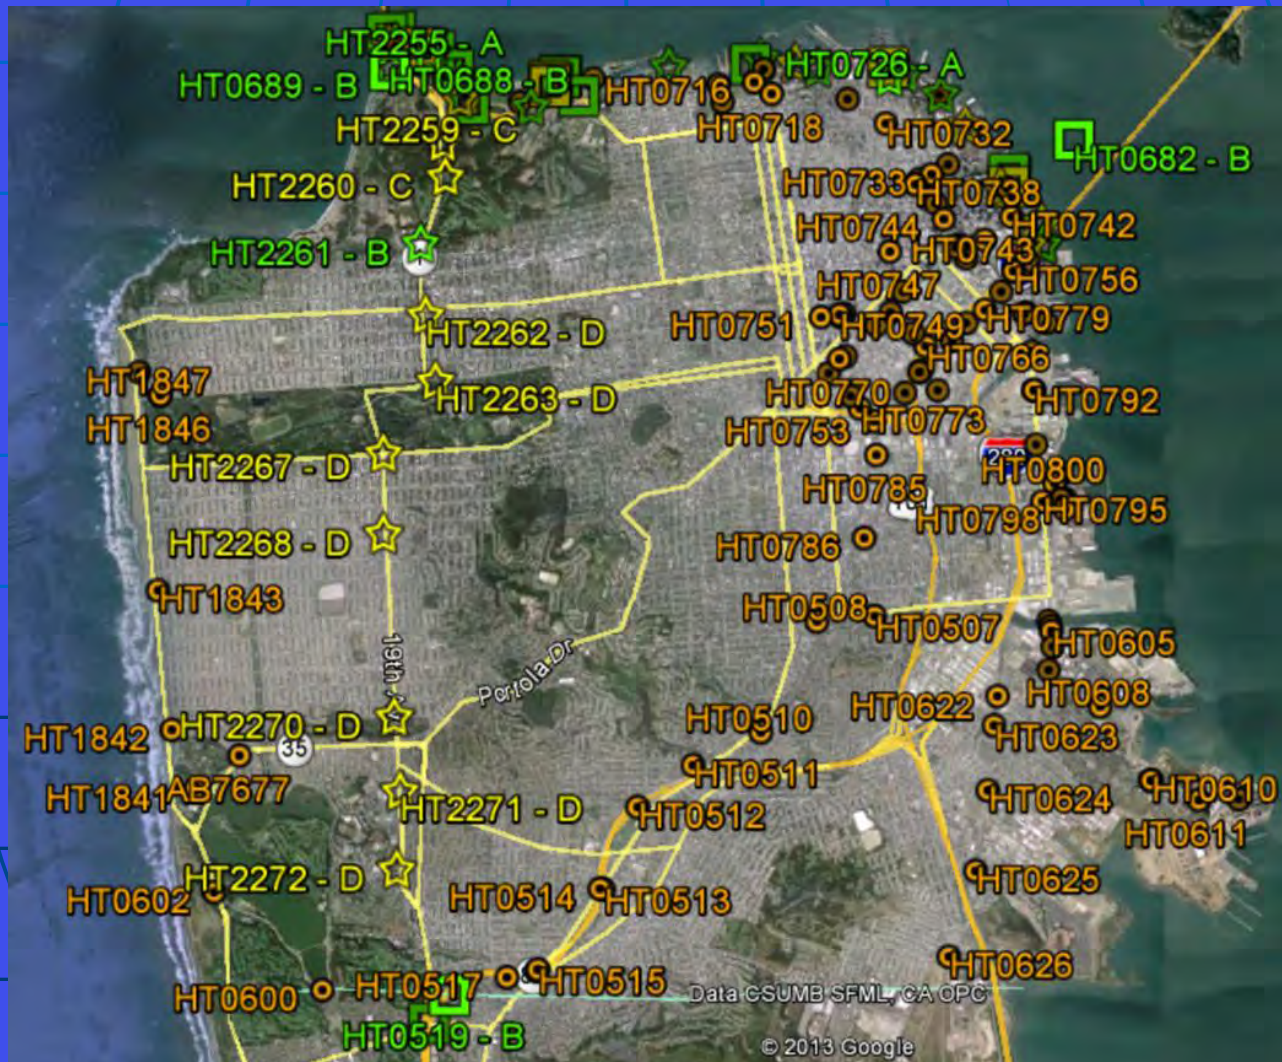 HT2255 - A
HT0689 - B
HT0688 - B
HT0716
HT0726 - A
HT2259 - C
HT0718
HT0732
HT0682 - B
HT2260 - C
HT0733
HT0738
HT2261 - B
HT0744
HT0742
HT0743
HT0747
HT0756
HT2262 - D
HT0751
HT0749
HT0779
HT0766
HT1847
HT2263 - D
HT0770
HT0792
HT1846
HT0753
HT0773
HT2267 - D
280
HT0800
HT0785
101
HT0798
HT0795
HT2268 - D
HT0786
HT1843
HT0508
HT0507
HT0605
19th
Portola Dr
HT0608
HT0622
HT1842
HT2270 - D
35
HT0510
HT0623
HT1841
AB7677
HT0511
HT0610
HT2271 - D
HT0512
HT0624
HT0611
HT2272 - D
HT0625
HT0602
HT0514
HT0513
HT0626
HT0600
HT0517
HT0515
Data CSUMB SFML, CA OPC
HT0519 - B
© 2013 Google